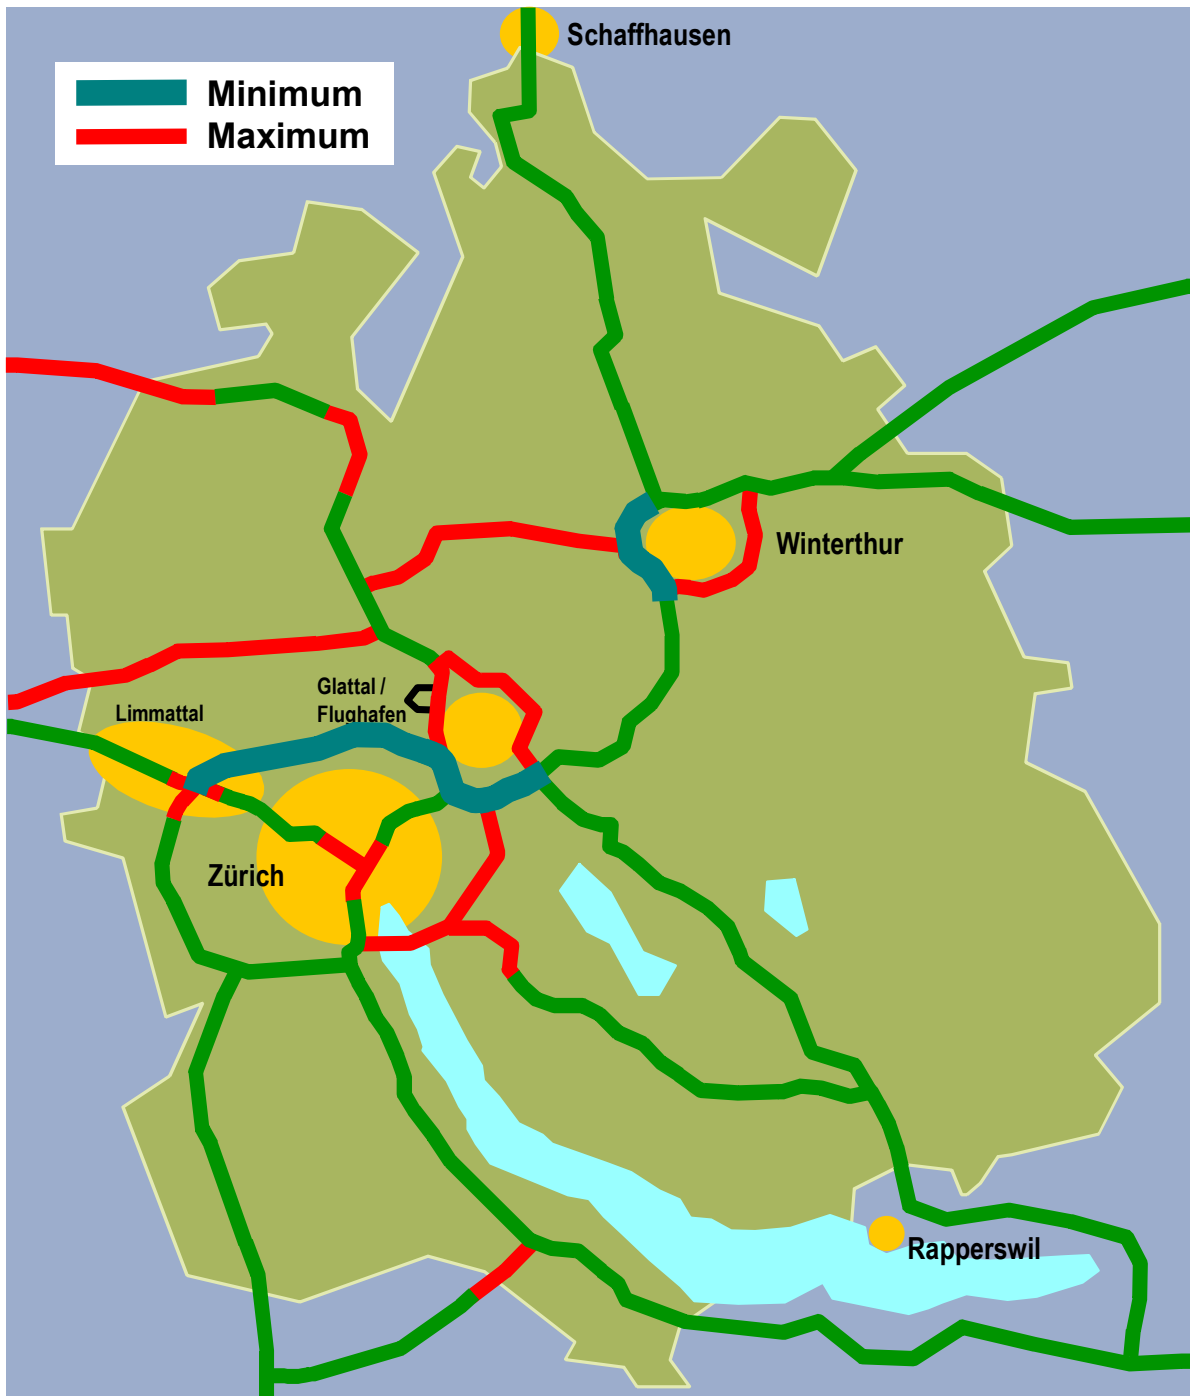 Schaffhausen
Minimum
Maximum
Winterthur
Glattal /
Flughafen
Limmattal
Zürich
Rapperswil